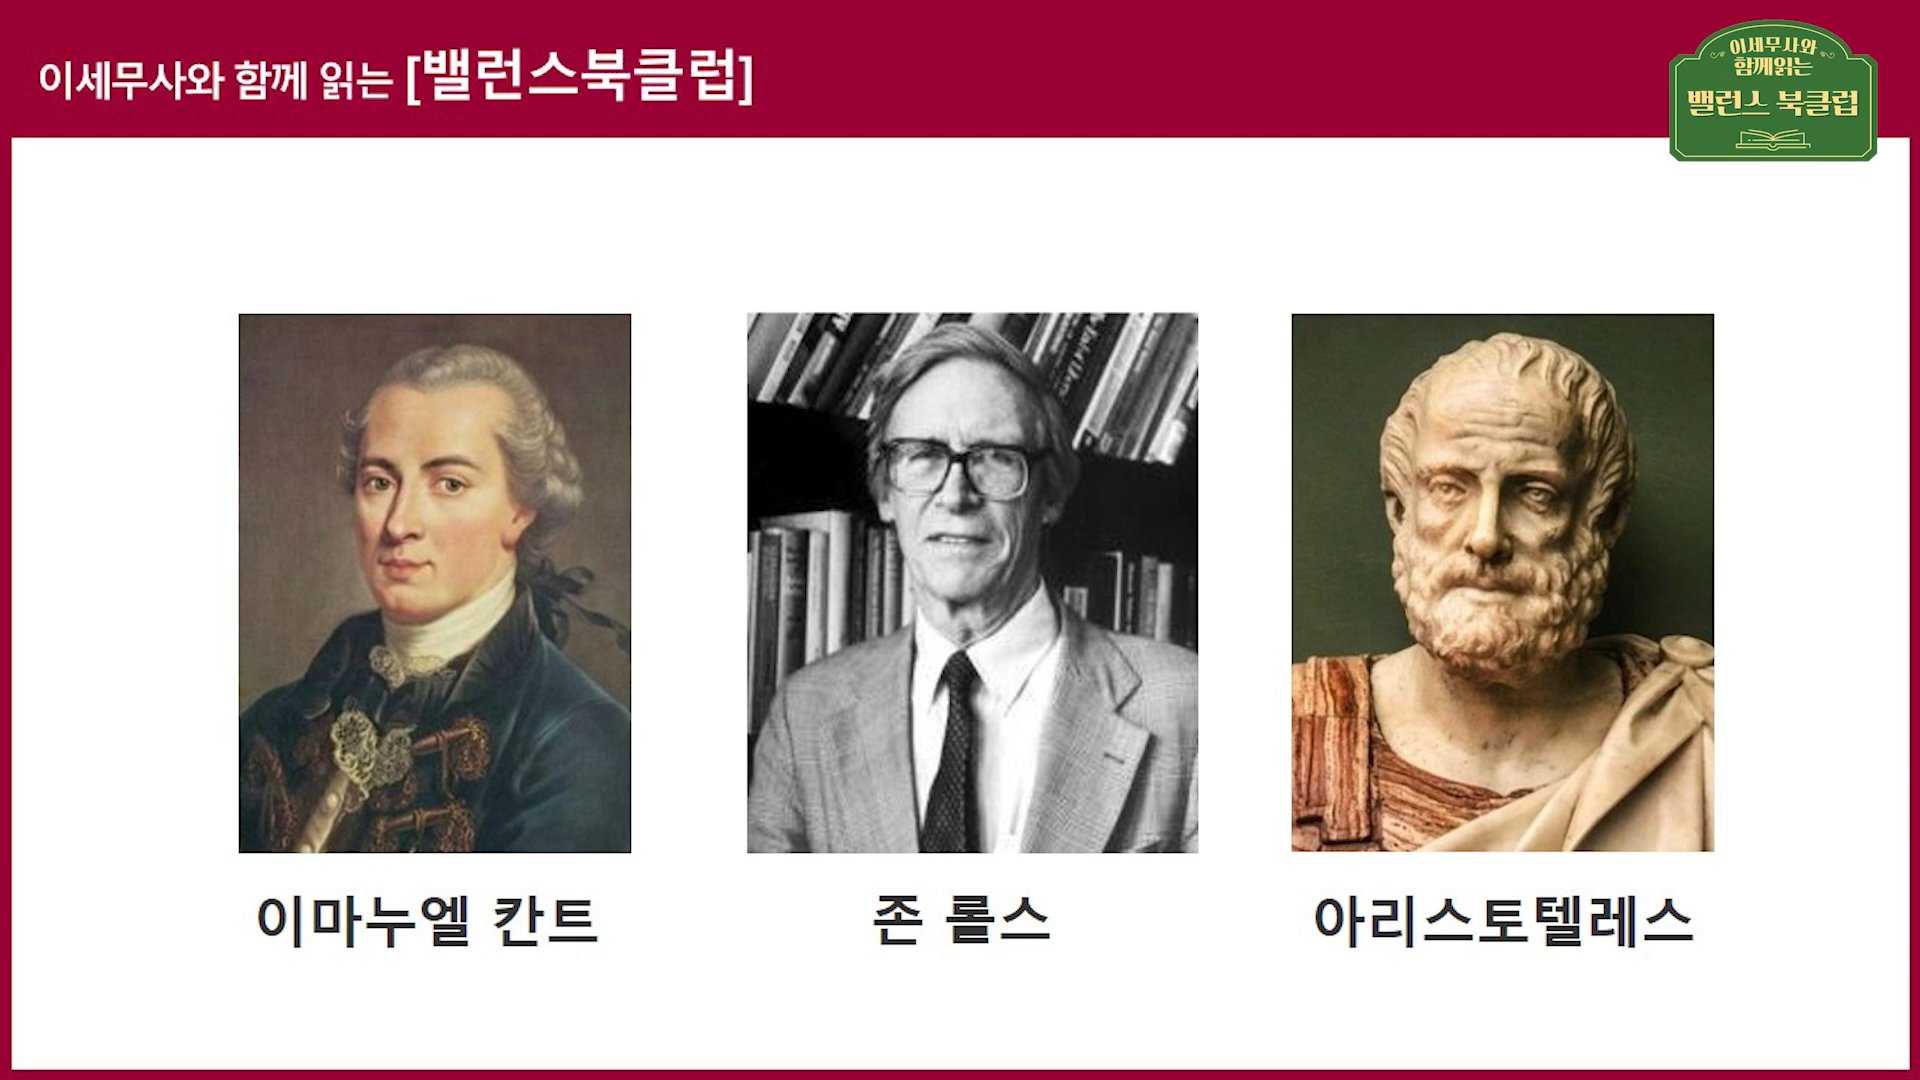 이세무사와 함께 읽는 [밸런스북클럽]
이세무사와
함께읽는
밸런스 북클럽
이마누엘 칸트
존 롤스
아리스토텔레스